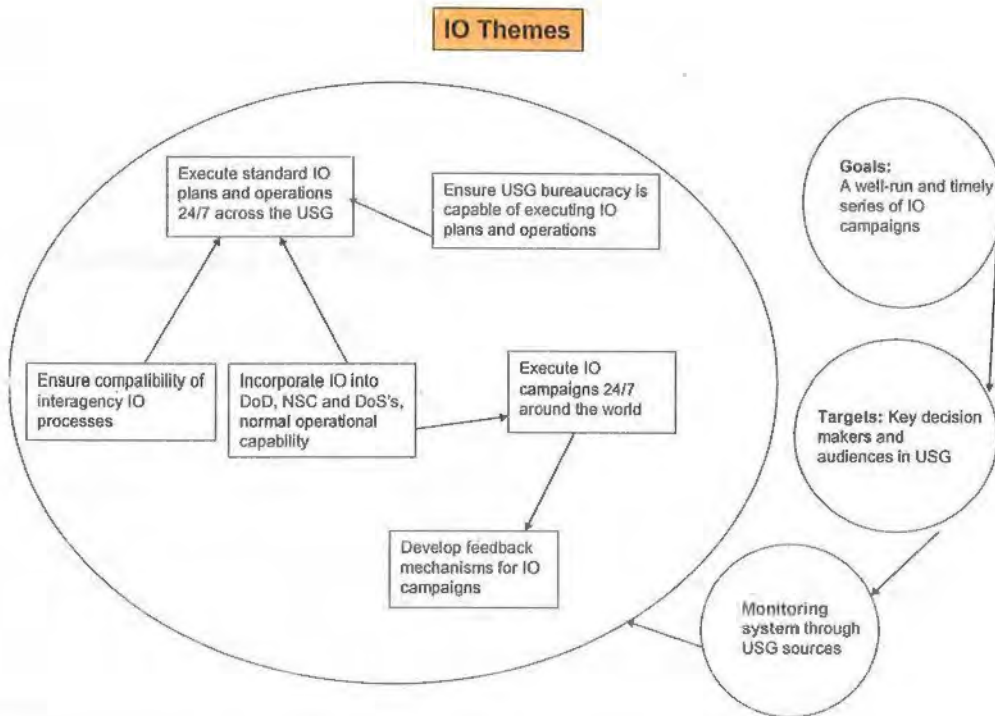 IO Themes
Execute standard IO
plans and operations
24/7 across the USG
Ensure USG bureaucracy is
capable of executing IO
plans and operations
Goals:
A well-run and timely
series of IO
campaigns
Ensure compatibility of
interagency IO
processes
Incorporate IO into
DoD, NSC and DoS's,
normal operational
capability
Execute IO
campaigns 24/7
around the world
Targets: Key decision
makers and
audiences in USG
Develop feedback
mechanisms for IO
campaigns
Monitoring
system through
USG sources